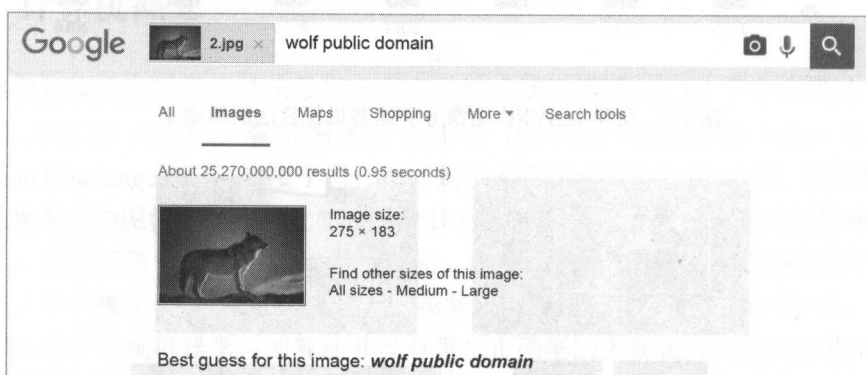 Google 2.jpg × wolf public domain
All Images Maps Shopping More Search tools
About 25,270,000,000 results (0.95 seconds)
Image size:
275 × 183
Find other sizes of this image:
All sizes - Medium - Large
Best guess for this image: wolf public domain